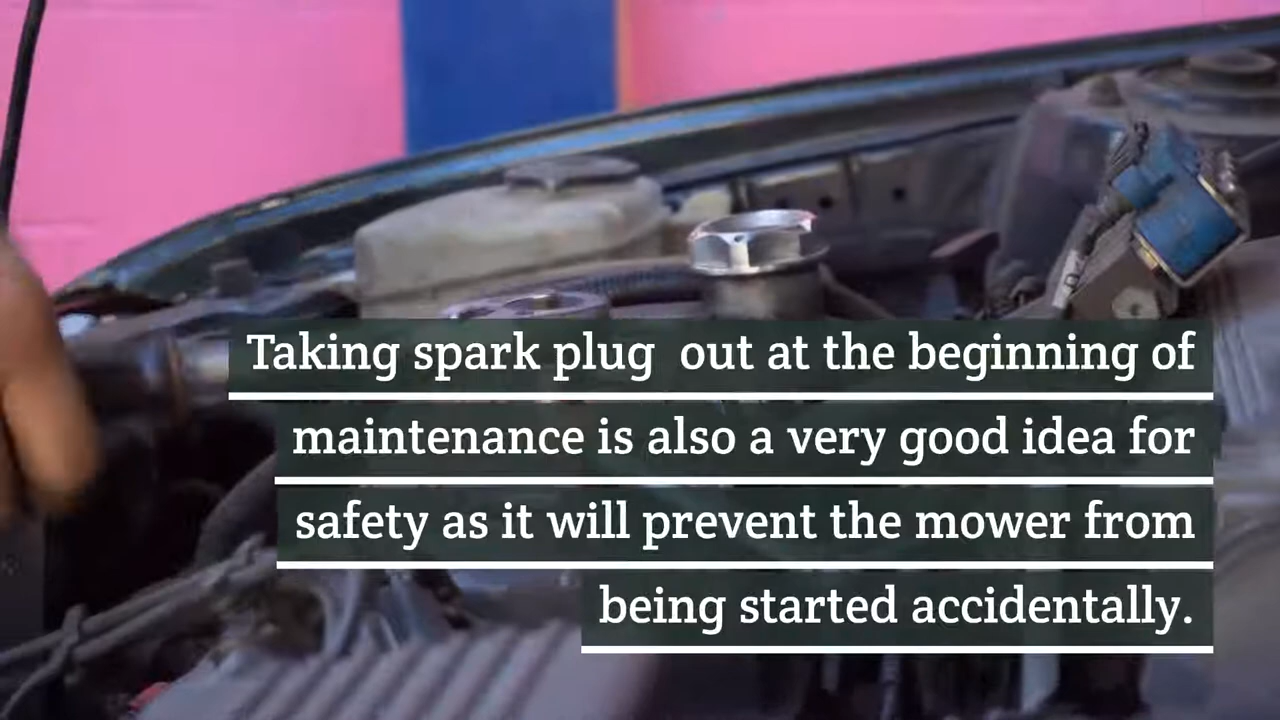 Taking spark plug  out at the beginning of
maintenance is also a very good idea for
safety as it will prevent the mower from
being started accidentally.